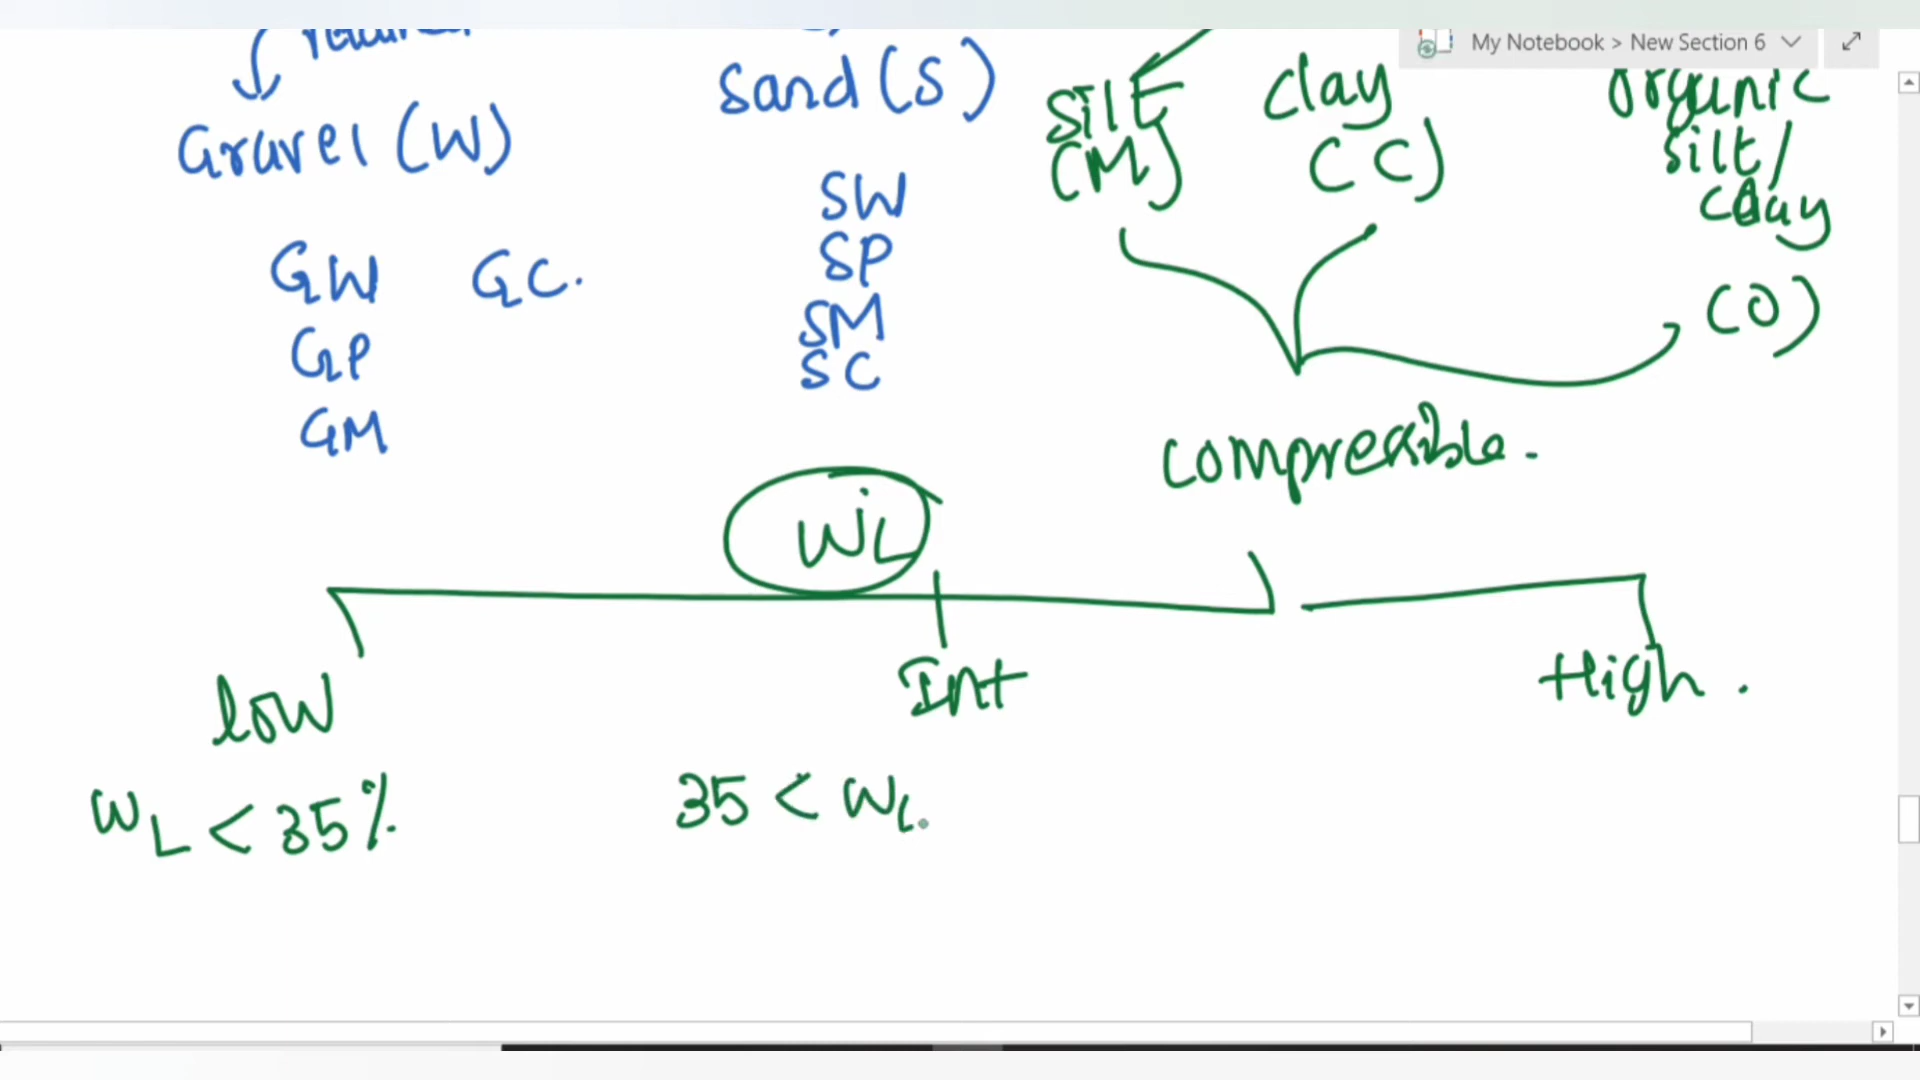 My Notebook > New Section 6
retained
Gravel (W)
GW GC.
GP
GM
Sand (S)
SW
SP
SM
SC
Silt
(M)
Clay
(C)
organic
silt/
clay
(O)
compressible.
WL
low
Int
High.
WL < 35%
35 < WL